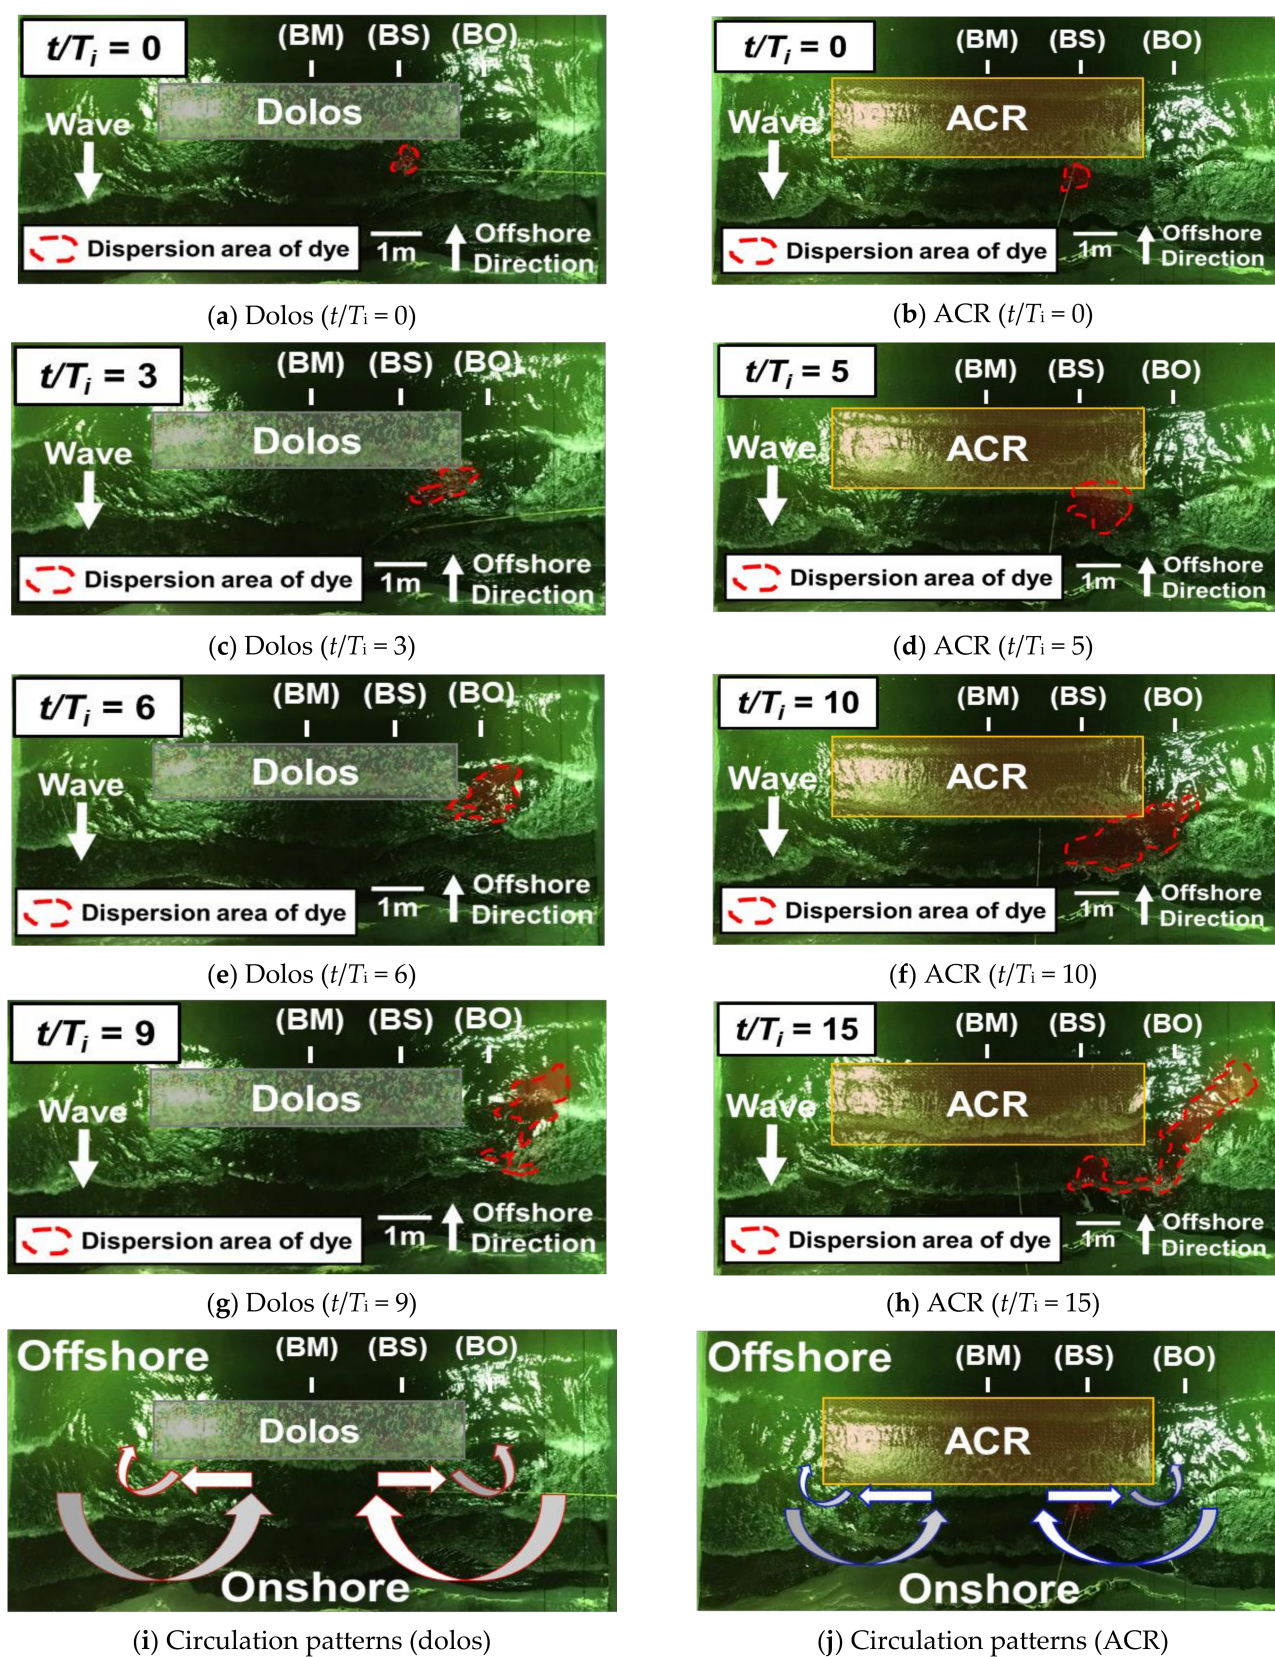 t/Ti = 0
(BM) (BS) (BO)
Dolos
Wave
Dispersion area of dye
1m
Offshore
Direction
(a) Dolos (t/Ti = 0)
t/Ti = 0
(BM) (BS) (BO)
ACR
Wave
Dispersion area of dye
1m
Offshore
Direction
(b) ACR (t/Ti = 0)
t/Ti = 3
(BM) (BS) (BO)
Dolos
Wave
Dispersion area of dye
1m
Offshore
Direction
(c) Dolos (t/Ti = 3)
t/Ti = 5
(BM) (BS) (BO)
ACR
Wave
Dispersion area of dye
1m
Offshore
Direction
(d) ACR (t/Ti = 5)
t/Ti = 6
(BM) (BS) (BO)
Dolos
Wave
Dispersion area of dye
1m
Offshore
Direction
(e) Dolos (t/Ti = 6)
t/Ti = 10
(BM) (BS) (BO)
ACR
Wave
Dispersion area of dye
1m
Offshore
Direction
(f) ACR (t/Ti = 10)
t/Ti = 9
(BM) (BS) (BO)
Dolos
Wave
Dispersion area of dye
1m
Offshore
Direction
(g) Dolos (t/Ti = 9)
t/Ti = 15
(BM) (BS) (BO)
ACR
Wave
Dispersion area of dye
1m
Offshore
Direction
(h) ACR (t/Ti = 15)
Offshore
(BM) (BS) (BO)
Dolos
Onshore
(i) Circulation patterns (dolos)
Offshore
(BM) (BS) (BO)
ACR
Onshore
(j) Circulation patterns (ACR)